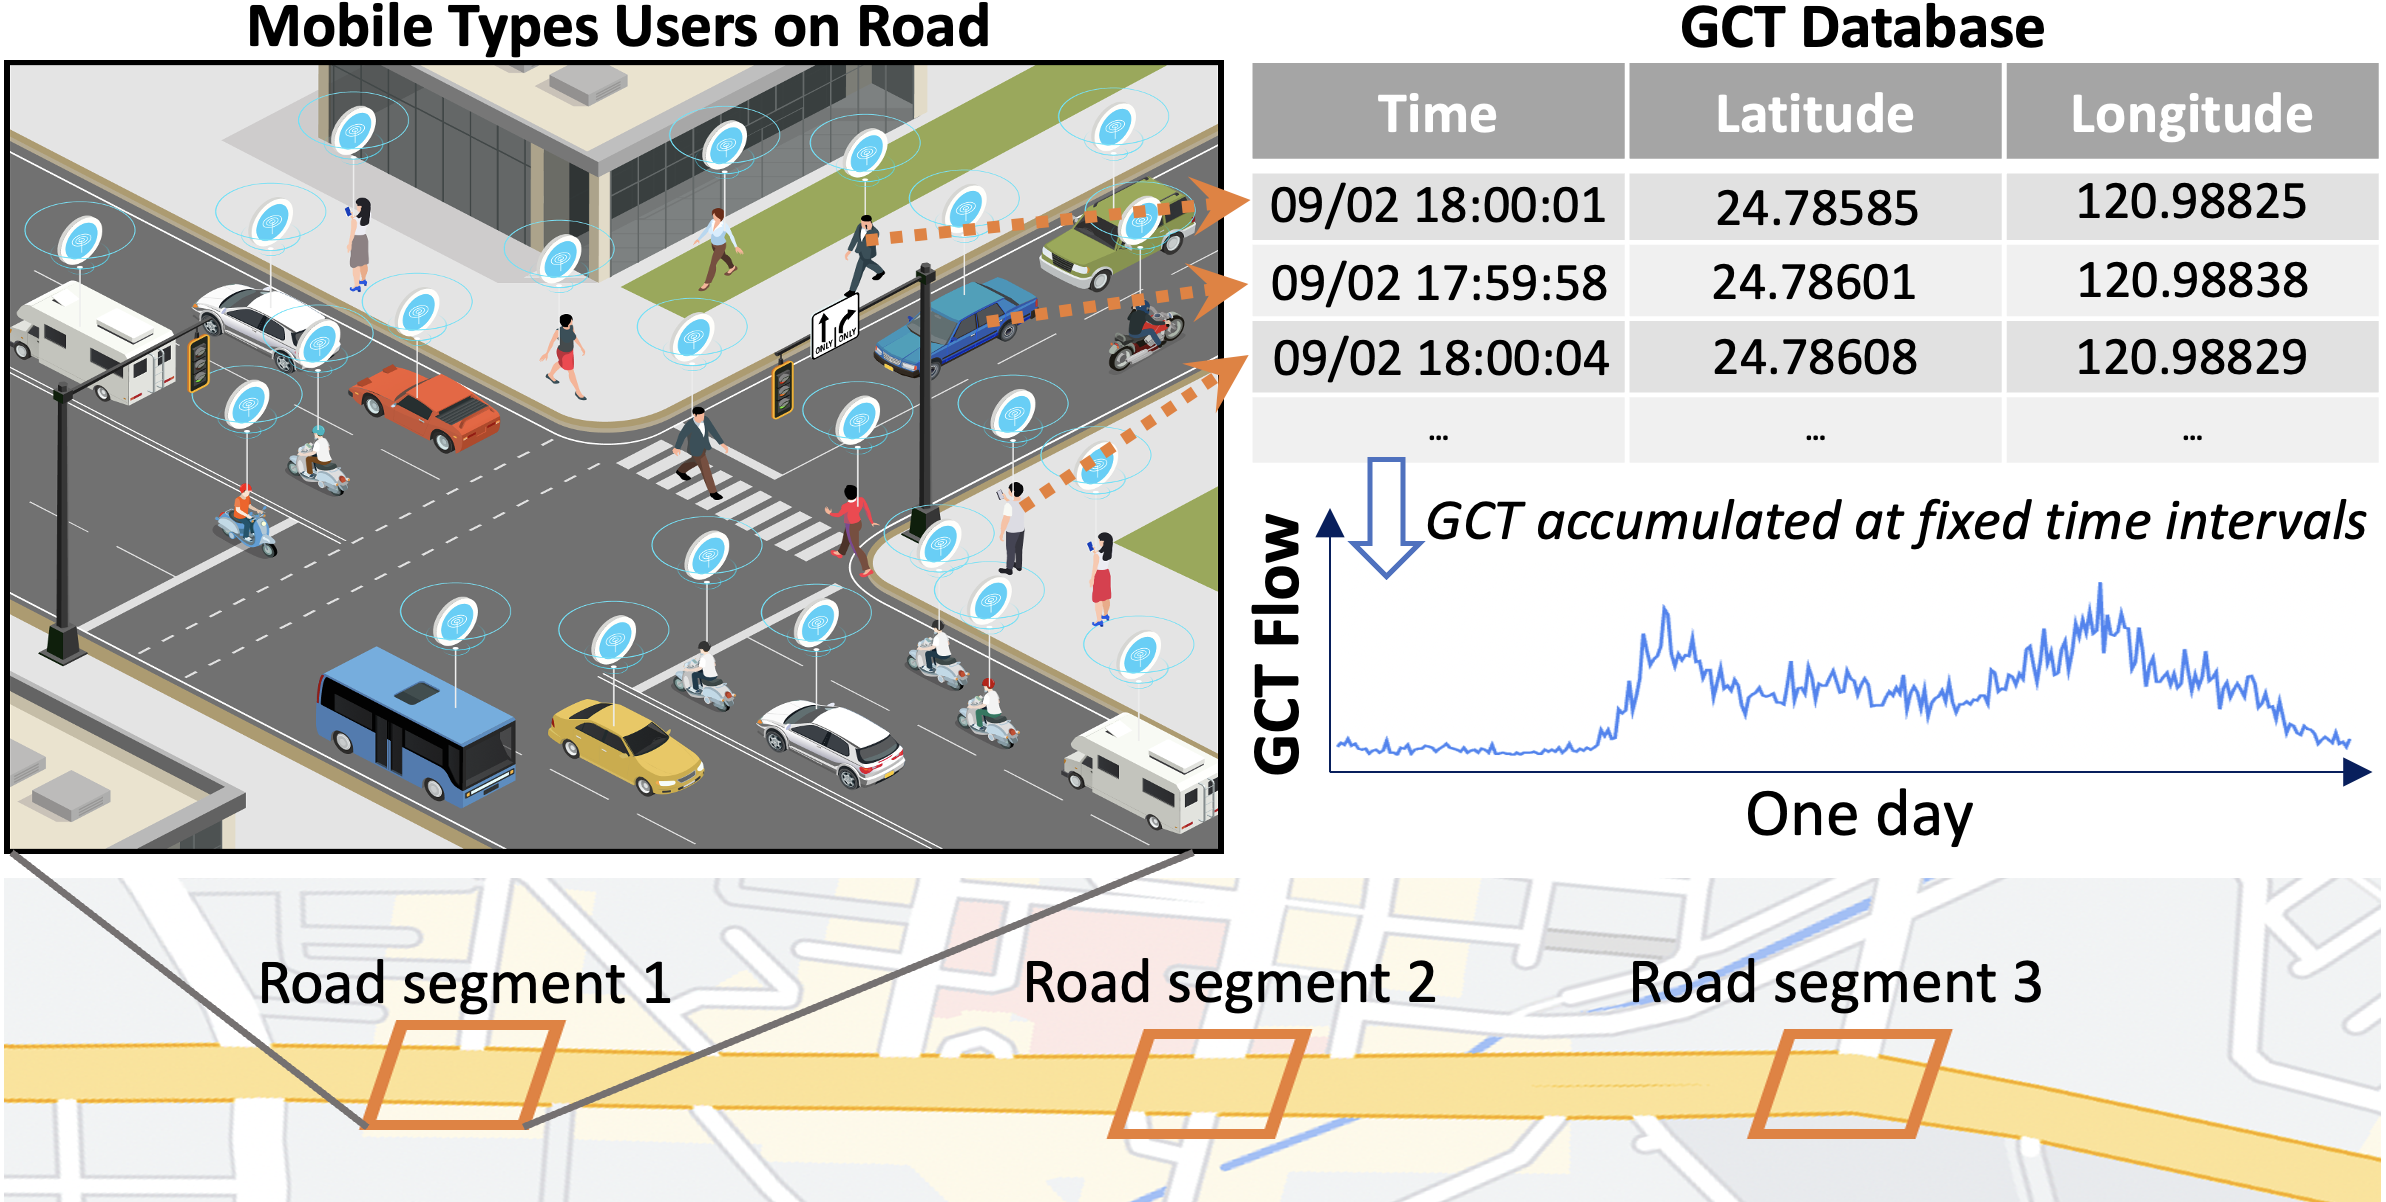 Mobile Types Users on Road
ONLY ONLY
GCT Database
Time Latitude Longitude
09/02 18:00:01 24.78585 120.98825
09/02 17:59:58 24.78601 120.98838
09/02 18:00:04 24.78608 120.98829
... ... ...
GCT accumulated at fixed time intervals
GCT Flow
One day
Road segment 1
Road segment 2
Road segment 3